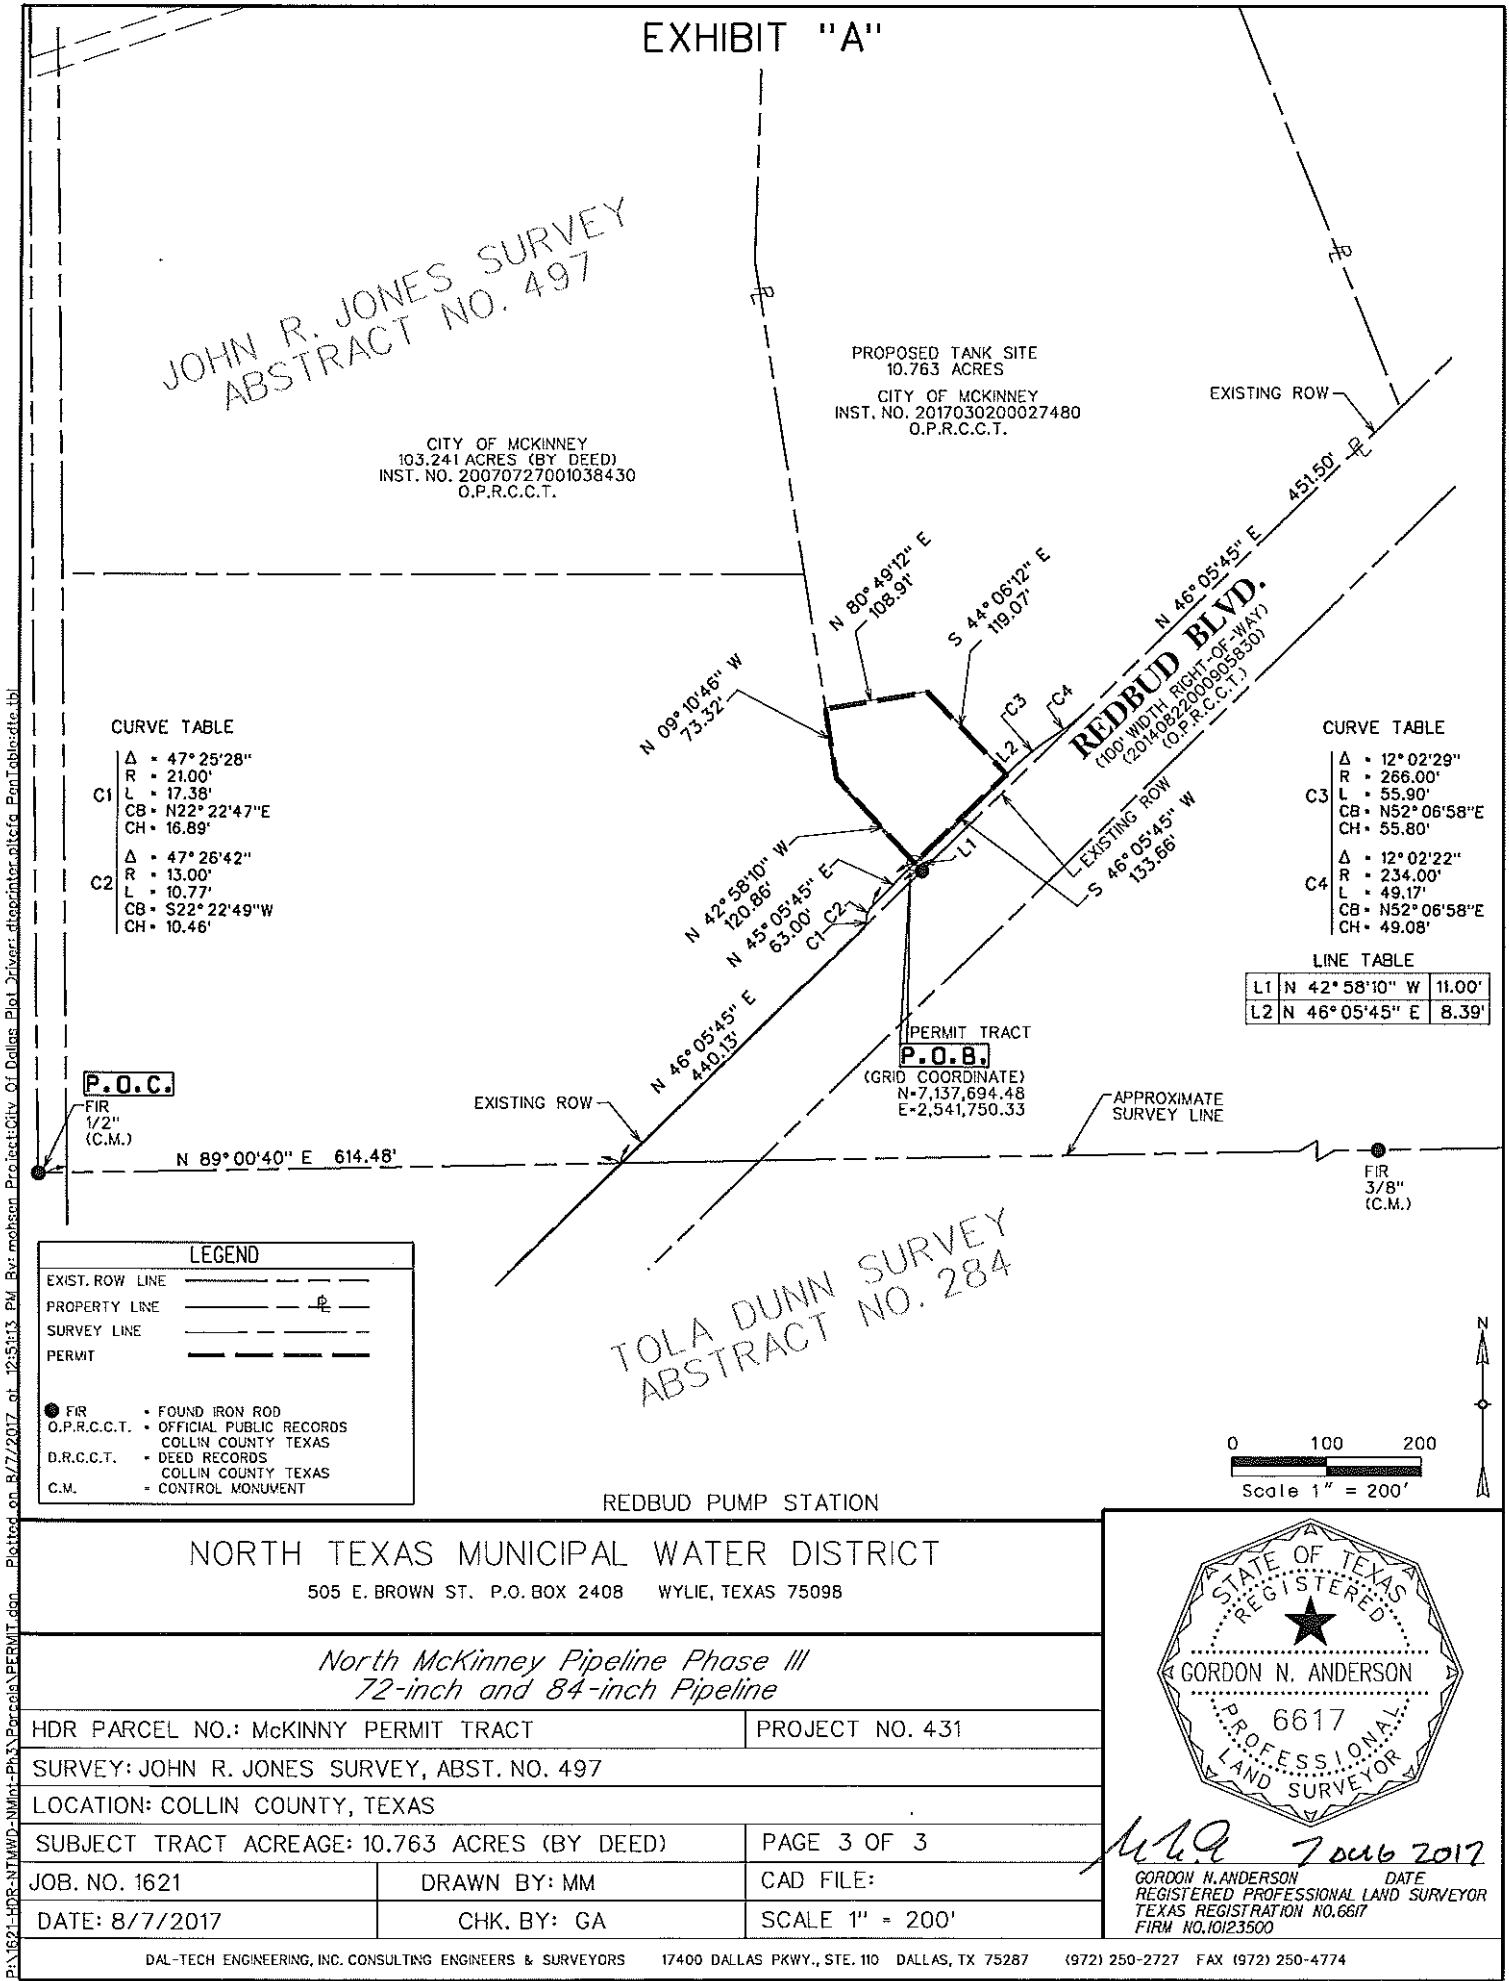 EXHIBIT "A"
JOHN R. JONES SURVEY
ABSTRACT NO. 497
PROPOSED TANK SITE
10.763 ACRES
CITY OF MCKINNEY
INST. NO. 2017030200027480
O.P.R.C.C.T.
EXISTING ROW
CITY OF MCKINNEY
103.241 ACRES (BY DEED)
INST. NO. 20070727001038430
O.P.R.C.C.T.
451.50'
N 46° 05'45" E
REDBUD BLVD.
(100' WIDTH RIGHT-OF-WAY)
(20140822000905830)
(O.P.R.C.C.T.)
N 80° 49'12" E
108.91'
S 44° 06'12" E
119.07'
N 09° 10'46" W
73.32'
C3
C4
L2
CURVE TABLE
C1
Δ = 47° 25'28"
R = 21.00'
L = 17.38'
CB = N22° 22'47"E
CH = 16.89'
C2
Δ = 47° 26'42"
R = 13.00'
L = 10.77'
CB = S22° 22'49"W
CH = 10.46'
CURVE TABLE
C3
Δ = 12° 02'29"
R = 266.00'
L = 55.90'
CB = N52° 06'58"E
CH = 55.80'
C4
Δ = 12° 02'22"
R = 234.00'
L = 49.17'
CB = N52° 06'58"E
CH = 49.08'
LINE TABLE
L1 N 42° 58'10" W 11.00'
L2 N 46° 05'45" E 8.39'
N 42° 58'10" W
120.86'
N 45° 05'45" E
63.00'
C1
C2
L1
EXISTING ROW
S 46° 05'45" W
133.66'
N 46° 05'45" E
440.13'
PERMIT TRACT
P.O.B.
(GRID COORDINATE)
N=7,137,694.48
E=2,541,750.33
P.O.C.
FIR
1/2"
(C.M.)
EXISTING ROW
APPROXIMATE
SURVEY LINE
N 89° 00'40" E 614.48'
FIR
3/8"
(C.M.)
TOLA DUNN SURVEY
ABSTRACT NO. 284
LEGEND
EXIST. ROW LINE
PROPERTY LINE
SURVEY LINE
PERMIT
FIR = FOUND IRON ROD
O.P.R.C.C.T. = OFFICIAL PUBLIC RECORDS
COLLIN COUNTY TEXAS
D.R.C.C.T. = DEED RECORDS
COLLIN COUNTY TEXAS
C.M. = CONTROL MONUMENT
N
0 100 200
Scale 1" = 200'
REDBUD PUMP STATION
NORTH TEXAS MUNICIPAL WATER DISTRICT
505 E. BROWN ST. P.O. BOX 2408 WYLIE, TEXAS 75098
North McKinney Pipeline Phase III
72-inch and 84-inch Pipeline
HDR PARCEL NO.: McKINNY PERMIT TRACT PROJECT NO. 431
SURVEY: JOHN R. JONES SURVEY, ABST. NO. 497
LOCATION: COLLIN COUNTY, TEXAS
SUBJECT TRACT ACREAGE: 10.763 ACRES (BY DEED) PAGE 3 OF 3
JOB. NO. 1621 DRAWN BY: MM CAD FILE:
DATE: 8/7/2017 CHK. BY: GA SCALE 1" = 200'
STATE OF TEXAS
REGISTERED
GORDON N. ANDERSON
6617
PROFESSIONAL
LAND SURVEYOR
7 AUG 2017
GORDON N. ANDERSON DATE
REGISTERED PROFESSIONAL LAND SURVEYOR
TEXAS REGISTRATION NO. 6617
FIRM NO. 10123500
DAL-TECH ENGINEERING, INC. CONSULTING ENGINEERS & SURVEYORS 17400 DALLAS PKWY., STE. 110 DALLAS, TX 75287 (972) 250-2727 FAX (972) 250-4774